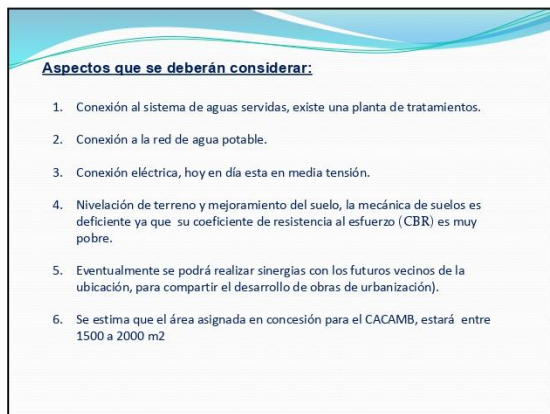 Aspectos que se deberán considerar:
1. Conexión al sistema de aguas servidas, existe una planta de tratamientos.
2. Conexión a la red de agua potable.
3. Conexión eléctrica, hoy en día esta en media tensión.
4. Nivelación de terreno y mejoramiento del suelo, la mecánica de suelos es
deficiente ya que su coeficiente de resistencia al esfuerzo (CBR) es muy
pobre.
5. Eventualmente se podrá realizar sinergias con los futuros vecinos de la
ubicación, para compartir el desarrollo de obras de urbanización).
6. Se estima que el área asignada en concesión para el CACAMB, estará entre
1500 a 2000 m2